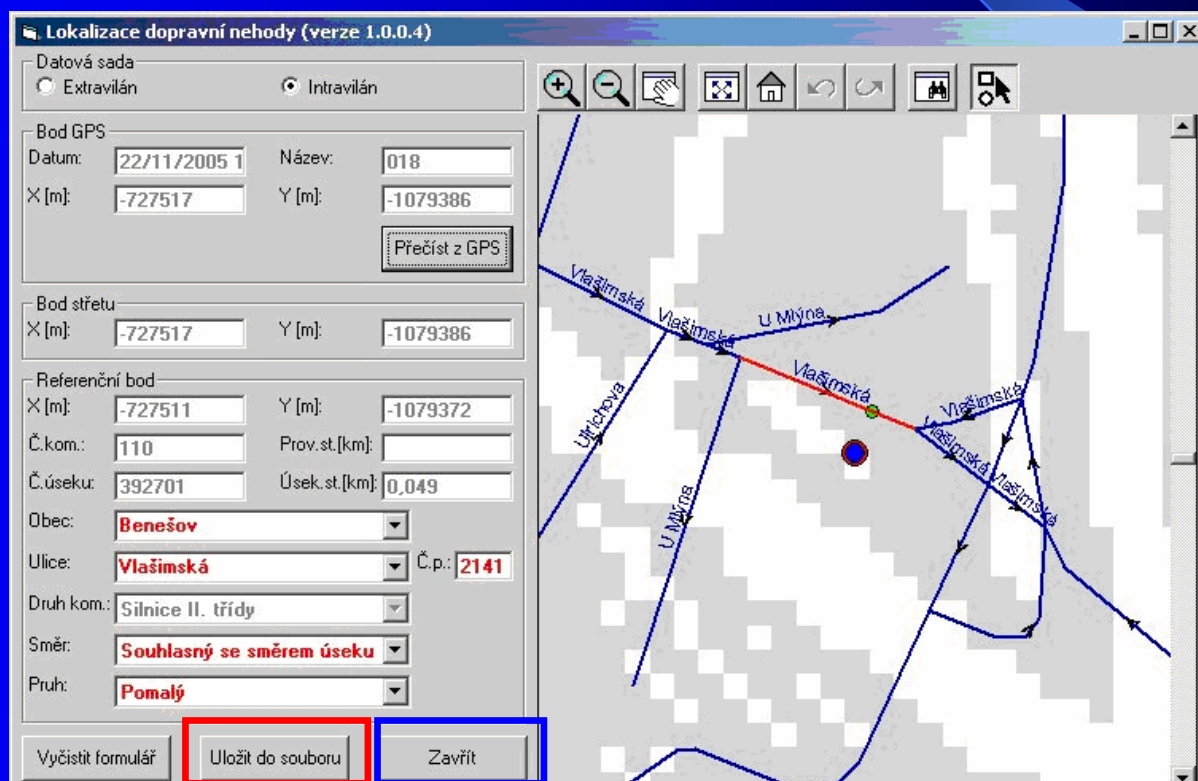 Lokalizace dopravní nehody (verze 1.0.0.4)
Datová sada
Extravilán Intravilán
Bod GPS
Datum: 22/11/2005 1 Název: 018
X [m]: -727517 Y [m]: -1079386
Přečíst z GPS
Bod střetu
X [m]: -727517 Y [m]: -1079386
Referenční bod
X [m]: -727511 Y [m]: -1079372
Č.kom.: 110 Prov.st.[km]:
Č.úseku: 392701 Úsek.st.[km]: 0,049
Obec: Benešov
Ulice: Vlašimská Č.p.: 2141
Druh kom.: Silnice II. třídy
Směr: Souhlasný se směrem úseku
Pruh: Pomalý
Vyčistit formulář Uložit do souboru Zavřít
Vlašimská
Vlašimská
U Mlýna
Vlašimská
Vlašimská
Ulrichova
U Mlýna
Vlašimská
Vlašimská